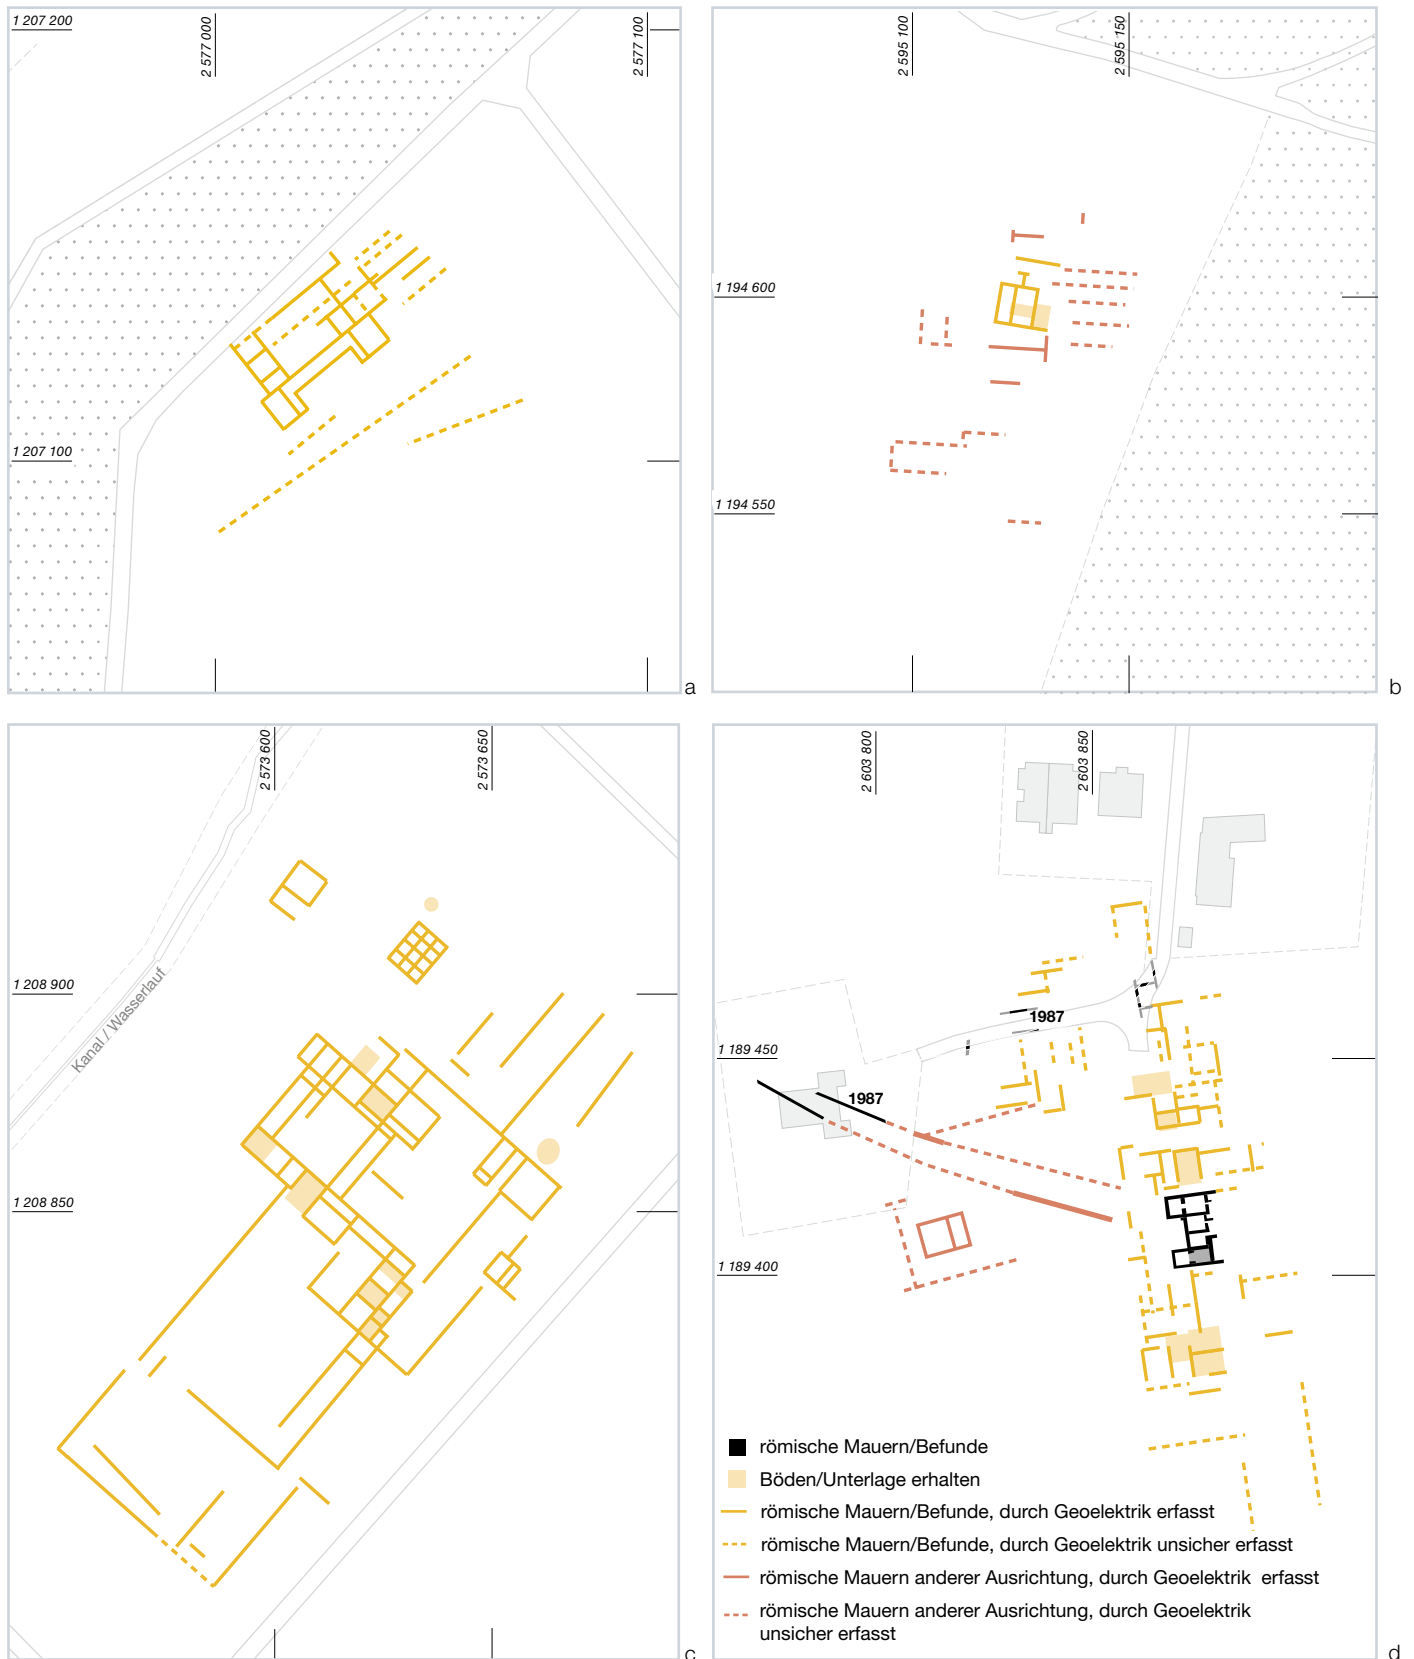 1 207 200
2 577 000
2 577 100
1 207 100
a
2 595 100
2 595 150
1 194 600
1 194 550
b
2 573 600
2 573 650
1 208 900
Kanal / Wasserlauf
1 208 850
c
2 603 800
2 603 850
1987
1 189 450
1987
1 189 400
römische Mauern/Befunde
Böden/Unterlage erhalten
römische Mauern/Befunde, durch Geoelektrik erfasst
römische Mauern/Befunde, durch Geoelektrik unsicher erfasst
römische Mauern anderer Ausrichtung, durch Geoelektrik erfasst
römische Mauern anderer Ausrichtung, durch Geoelektrik
unsicher erfasst
d